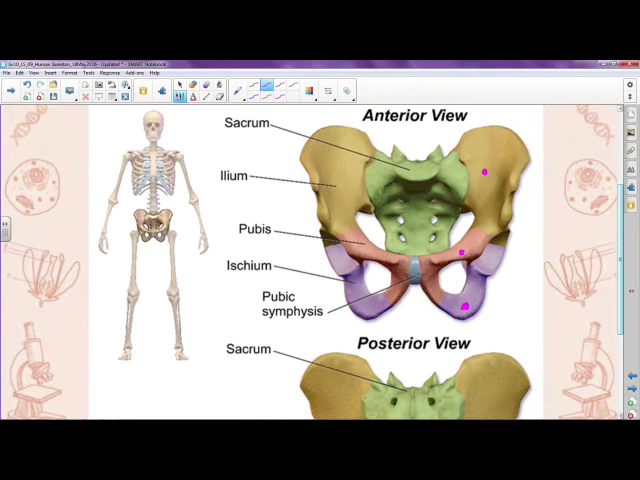 Gr10_LS_09_Human Skeleton_18May2016 - Updated * - SMART Notebook
File Edit View Insert Format Tools Response Add-ons Help
Anterior View
Sacrum
Ilium
Pubis
Ischium
Pubic
symphysis
Posterior View
Sacrum